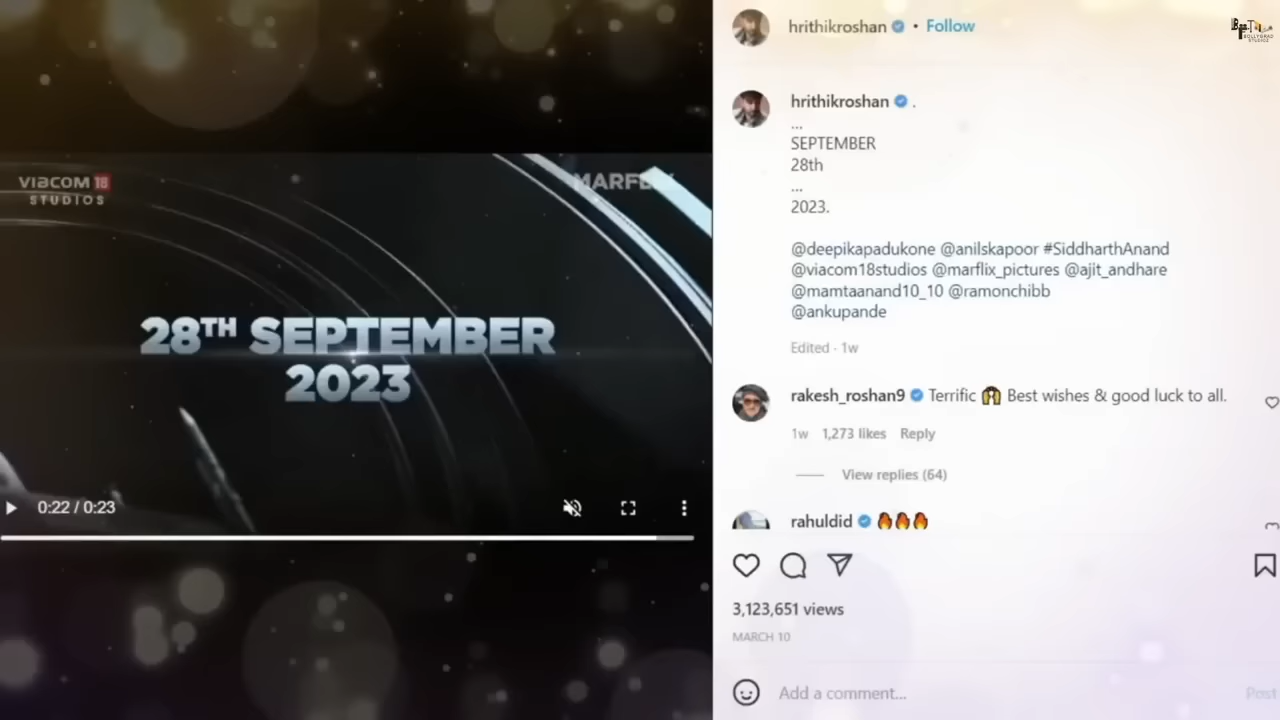 VIACOM 18
STUDIOS
28TH SEPTEMBER
2023
0:22 / 0:23
hrithikroshan • Follow
hrithikroshan .
...
SEPTEMBER
28th
...
2023.
@deepikapadukone @anilskapoor #SiddharthAnand
@viacom18studios @marflix_pictures @ajit_andhare
@mamtaanand10_10 @ramonchibb
@ankupande
Edited · 1w
rakesh_roshan9 Terrific 🙌 Best wishes & good luck to all.
1w 1,273 likes Reply
View replies (64)
rahuldid 🔥🔥🔥
3,123,651 views
MARCH 10
Add a comment...
Post